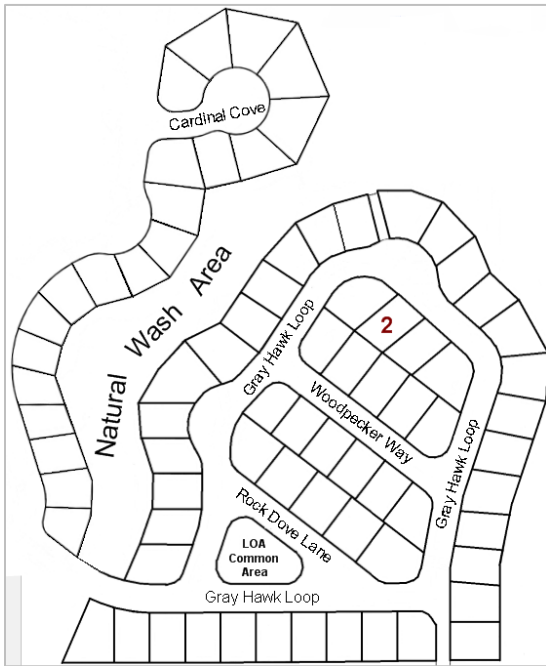 Cardinal Cove
Natural Wash Area
Gray Hawk Loop
2
Woodpecker Way
Gray Hawk Loop
Rock Dove Lane
LOA
Common
Area
Gray Hawk Loop